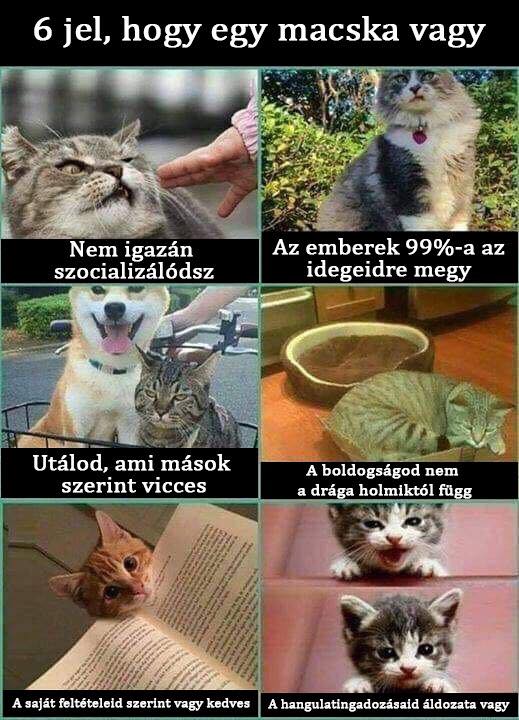 6 jel, hogy egy macska vagy
Nem igazán
szocializálódsz
Az emberek 99%-a az
idegeidre megy
Utálod, ami mások
szerint vicces
A boldogságod nem
a drága holmiktól függ
A saját feltételeid szerint vagy kedves
A hangulatingadozásaid áldozata vagy